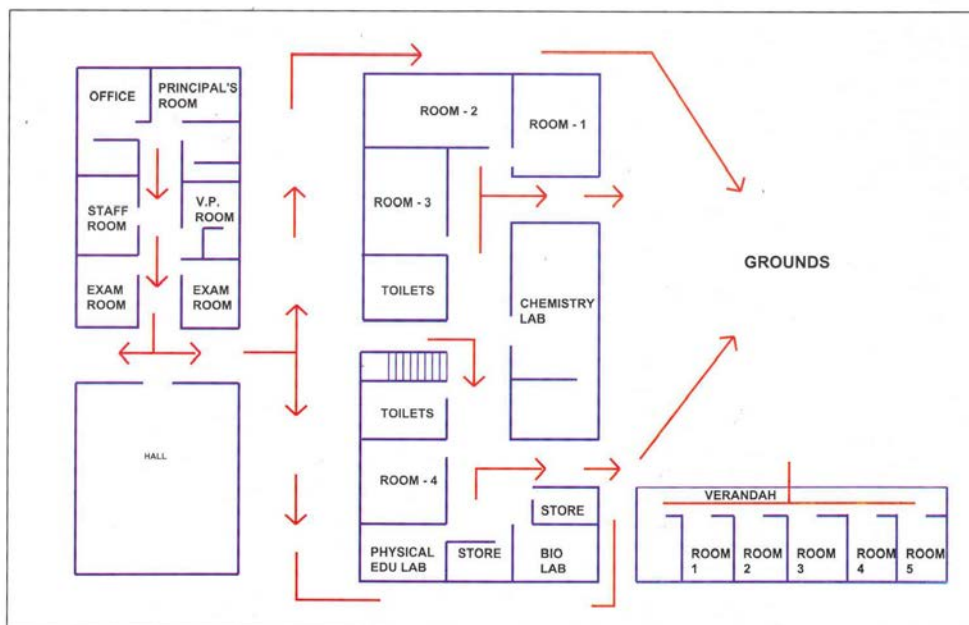 OFFICE
PRINCIPAL'S
ROOM
STAFF
ROOM
V.P.
ROOM
EXAM
ROOM
EXAM
ROOM
HALL
ROOM - 2
ROOM - 1
ROOM - 3
TOILETS
CHEMISTRY
LAB
TOILETS
ROOM - 4
PHYSICAL
EDU LAB
STORE
BIO
LAB
STORE
GROUNDS
VERANDAH
ROOM
1
ROOM
2
ROOM
3
ROOM
4
ROOM
5